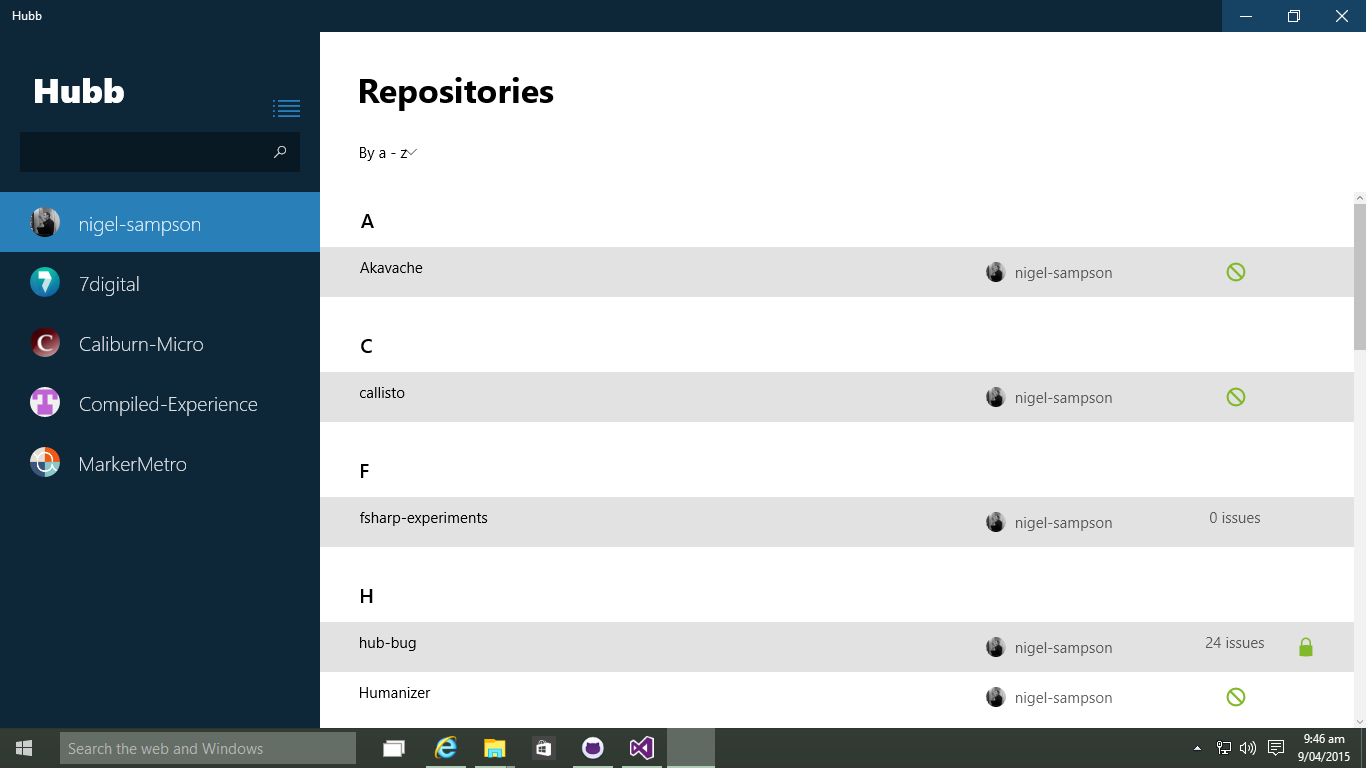 Hubb
Hubb
nigel-sampson
7digital
Caliburn-Micro
Compiled-Experience
MarkerMetro
Repositories
By a - z
A
Akavache nigel-sampson
C
callisto nigel-sampson
F
fsharp-experiments nigel-sampson 0 issues
H
hub-bug nigel-sampson 24 issues
Humanizer nigel-sampson
Search the web and Windows
9:46 am
9/04/2015